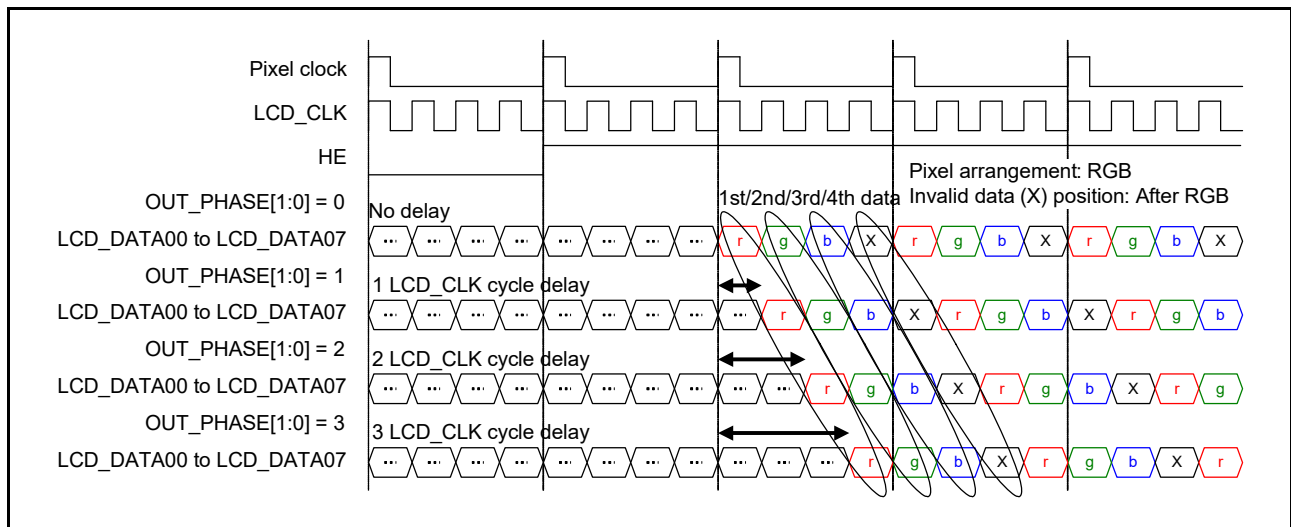 Pixel clock
LCD_CLK
HE
Pixel arrangement: RGB
OUT_PHASE[1:0] = 0
No delay
1st/2nd/3rd/4th data
Invalid data (X) position: After RGB
LCD_DATA00 to LCD_DATA07
... ... ... ... ... ... ... ... r g b X r g b X r g b X
OUT_PHASE[1:0] = 1
1 LCD_CLK cycle delay
LCD_DATA00 to LCD_DATA07
... ... ... ... ... ... ... ... ... r g b X r g b X r g b
OUT_PHASE[1:0] = 2
2 LCD_CLK cycle delay
LCD_DATA00 to LCD_DATA07
... ... ... ... ... ... ... ... ... ... r g b X r g b X r g
OUT_PHASE[1:0] = 3
3 LCD_CLK cycle delay
LCD_DATA00 to LCD_DATA07
... ... ... ... ... ... ... ... ... ... ... r g b X r g b X r